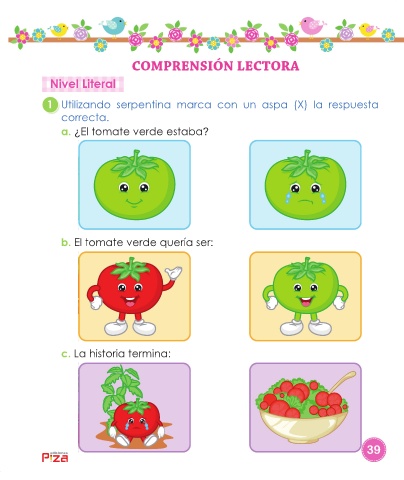 COMPRENSIÓN LECTORA
Nivel Literal
1 Utilizando serpentina marca con un aspa (X) la respuesta
correcta.
a. ¿El tomate verde estaba?
b. El tomate verde quería ser:
c. La historia termina:
39
P!ZA